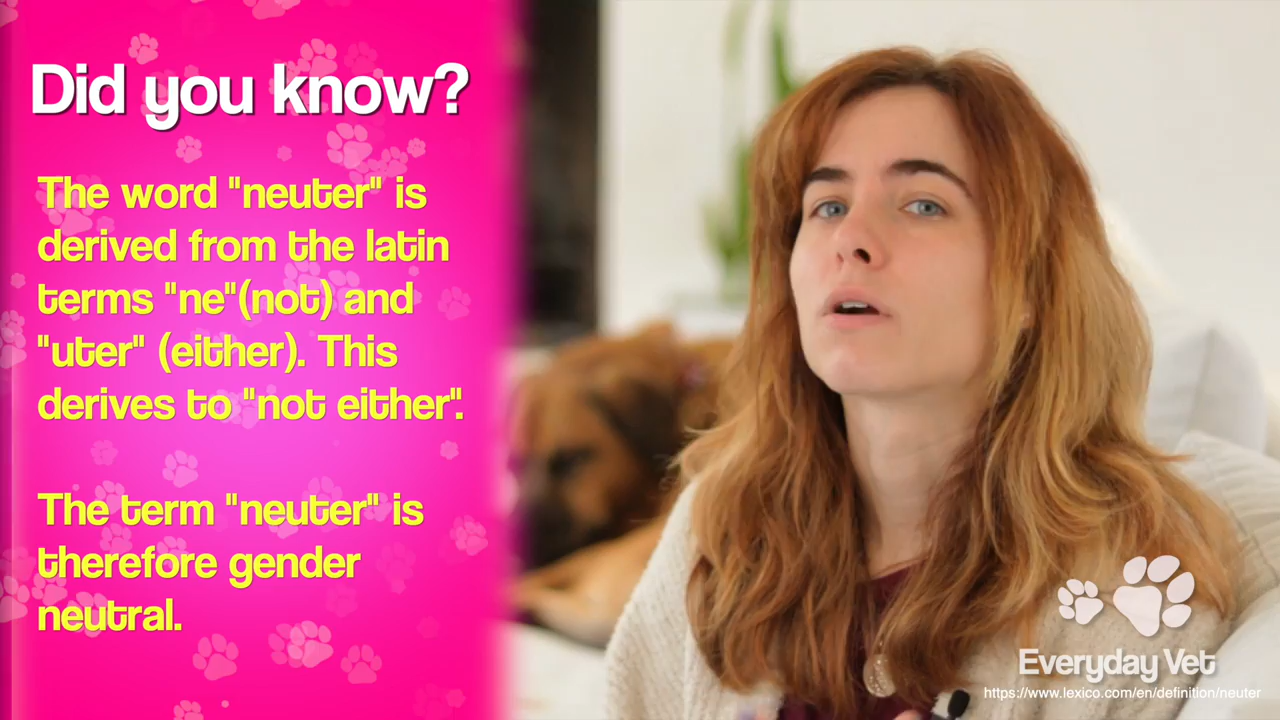 Did you know?
The word "neuter" is
derived from the latin
terms "ne"(not) and
"uter" (either). This
derives to "not either".
The term "neuter" is
therefore gender
neutral.
Everyday Vet
https://www.lexico.com/en/definition/neuter